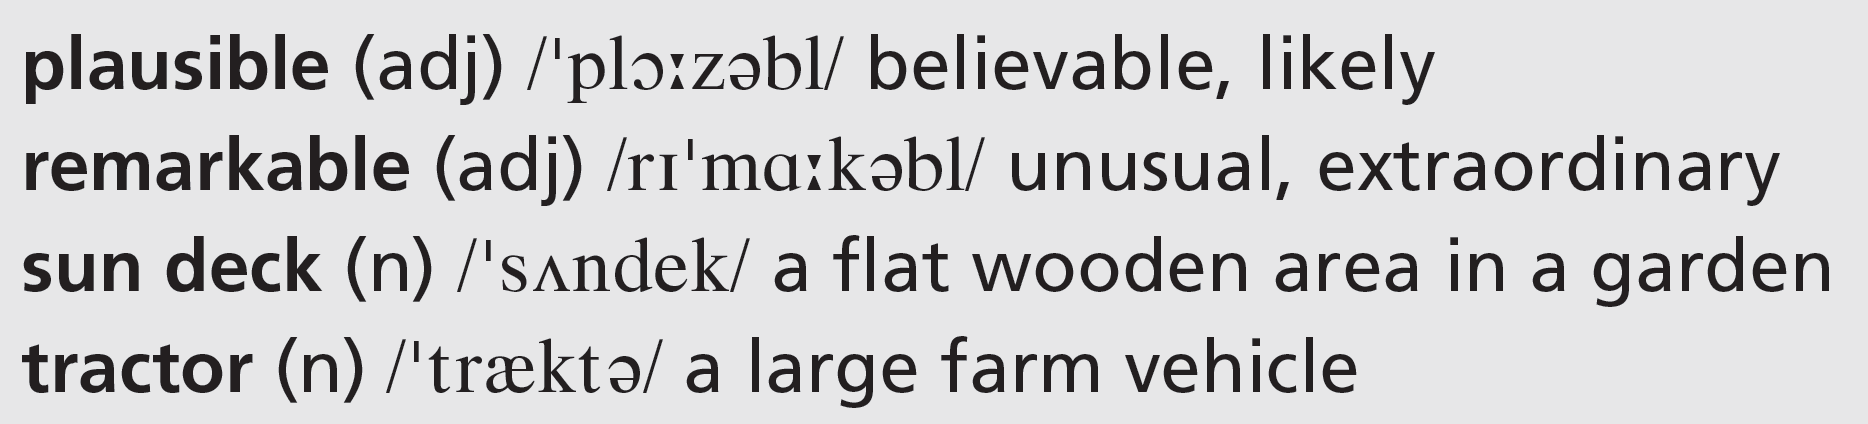 plausible (adj) /ˈplɔːzəbl/ believable, likely
remarkable (adj) /rɪˈmɑːkəbl/ unusual, extraordinary
sun deck (n) /ˈsʌndek/ a flat wooden area in a garden
tractor (n) /ˈtræktə/ a large farm vehicle